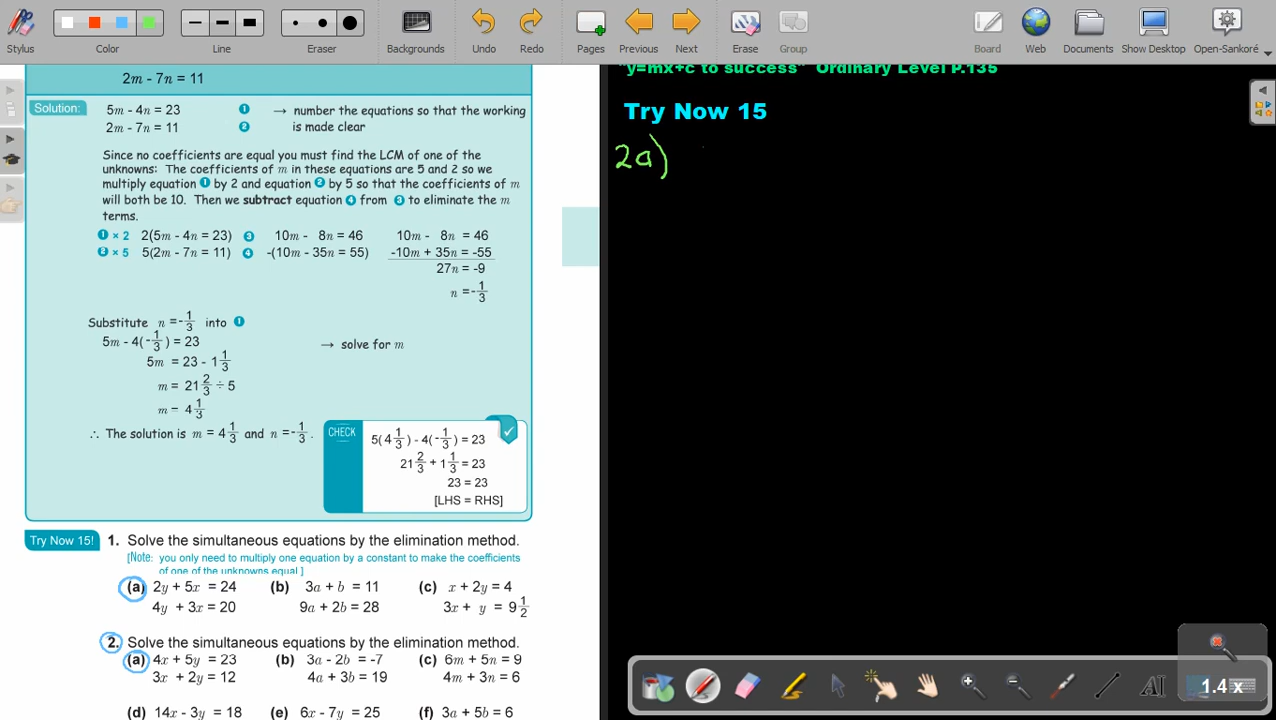 Stylus
Color
Line
Eraser
Backgrounds
Undo
Redo
Pages
Previous
Next
Erase
Group
Board
Web
Documents
Show Desktop
Open-Sankoré
2m - 7n = 11
Solution:
5m - 4n = 23 ① → number the equations so that the working
2m - 7n = 11 ② is made clear
Since no coefficients are equal you must find the LCM of one of the
unknowns: The coefficients of m in these equations are 5 and 2 so we
multiply equation ① by 2 and equation ② by 5 so that the coefficients of m
will both be 10. Then we subtract equation ④ from ③ to eliminate the m
terms.
① × 2 2(5m - 4n = 23) ③ 10m - 8n = 46 10m - 8n = 46
② × 5 5(2m - 7n = 11) ④ -(10m - 35n = 55) -10m + 35n = -55
27n = -9
n = -1/3
Substitute n = -1/3 into ①
5m - 4(-1/3) = 23 → solve for m
5m = 23 - 1 1/3
m = 21 2/3 ÷ 5
m = 4 1/3
∴ The solution is m = 4 1/3 and n = -1/3.
CHECK
5(4 1/3) - 4(-1/3) = 23
21 2/3 + 1 1/3 = 23
23 = 23
[LHS = RHS]
Try Now 15!
1. Solve the simultaneous equations by the elimination method.
[Note: you only need to multiply one equation by a constant to make the coefficients
of one of the unknowns equal.]
(a) 2y + 5x = 24 (b) 3a + b = 11 (c) x + 2y = 4
4y + 3x = 20 9a + 2b = 28 3x + y = 9 1/2
2. Solve the simultaneous equations by the elimination method.
(a) 4x + 5y = 23 (b) 3a - 2b = -7 (c) 6m + 5n = 9
3x + 2y = 12 4a + 3b = 19 4m + 3n = 6
(d) 14x - 3y = 18 (e) 6x - 7y = 25 (f) 3a + 5b = 6
"y=mx+c to success" Ordinary Level P.135
Try Now 15
2a)
1.4 x